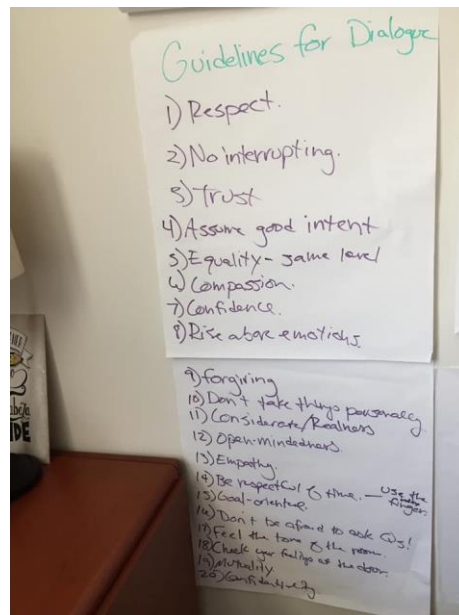 Guidelines for Dialogue
1) Respect.
2) No interrupting.
3) Trust
4) Assume good intent
5) Equality - same level
6) Compassion.
7) Confidence.
8) Rise above emotions.
9) forgiving
10) Don't take things personally
11) Considerate/Realness
12) Open-mindedness.
13) Empathy.
14) Be respectful of time. — Use the finger.
15) Goal-oriented.
16) Don't be afraid to ask Qs!
17) Feel the tone of the room.
18) Check your feelings at the door.
19) Mutuality
20) Confidentiality
IDE